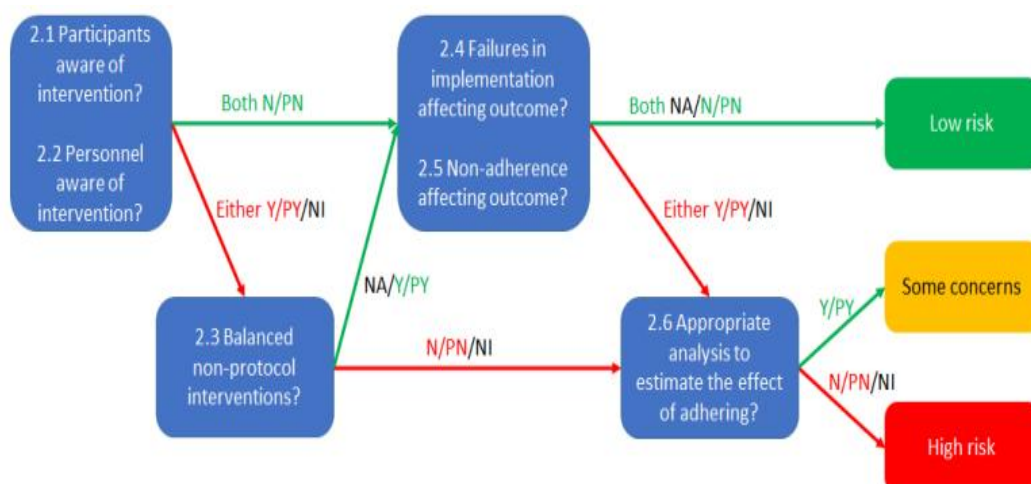 2.1 Participants
aware of
intervention?
2.2 Personnel
aware of
intervention?
Both N/PN
Either Y/PY/NI
2.3 Balanced
non-protocol
interventions?
NA/Y/PY
N/PN/NI
2.4 Failures in
implementation
affecting outcome?
2.5 Non-adherence
affecting outcome?
Both NA/N/PN
Either Y/PY/NI
2.6 Appropriate
analysis to
estimate the effect
of adhering?
Y/PY
N/PN/NI
Low risk
Some concerns
High risk